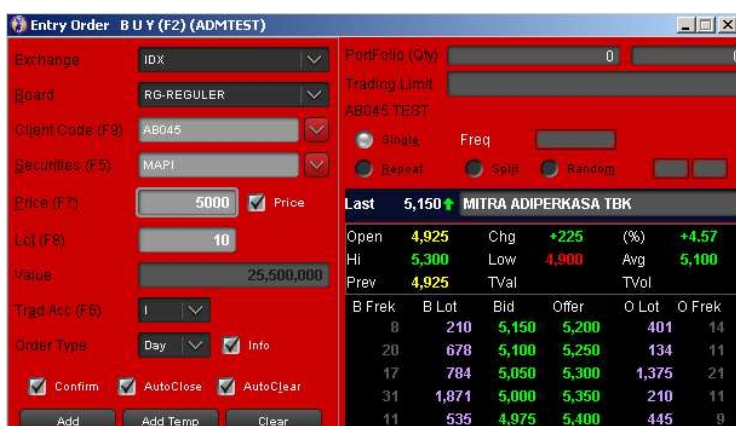 Entry Order B U Y (F2) (ADMTEST)
Exchange IDX
Board RG-REGULER
Client Code (F9) AB045
Securities (F5) MAPI
Price (F7) 5000 Price
Lot (F8) 10
Value 25,500,000
Trad Acc (F6) I
Order Type Day Info
Confirm AutoClose AutoClear
Add Add Temp Clear
PortFolio (Qty) 0 0
Trading Limit
AB045 TEST
Single Freq
Repeat Split Random
Last 5,150 MITRA ADIPERKASA TBK
Open 4,925 Chg +225 (%) +4.57
Hi 5,300 Low 4,900 Avg 5,100
Prev 4,925 TVal TVol
B Frek B Lot Bid Offer O Lot O Frek
8 210 5,150 5,200 401 14
20 678 5,100 5,250 134 11
17 784 5,050 5,300 1,375 21
31 1,871 5,000 5,350 210 11
11 535 4,975 5,400 445 9